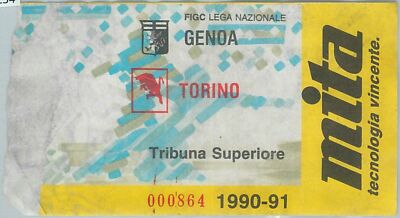 FIGC LEGA NAZIONALE
GENOA
TORINO
Tribuna Superiore
000864 1990-91
mita
tecnologia vincente.